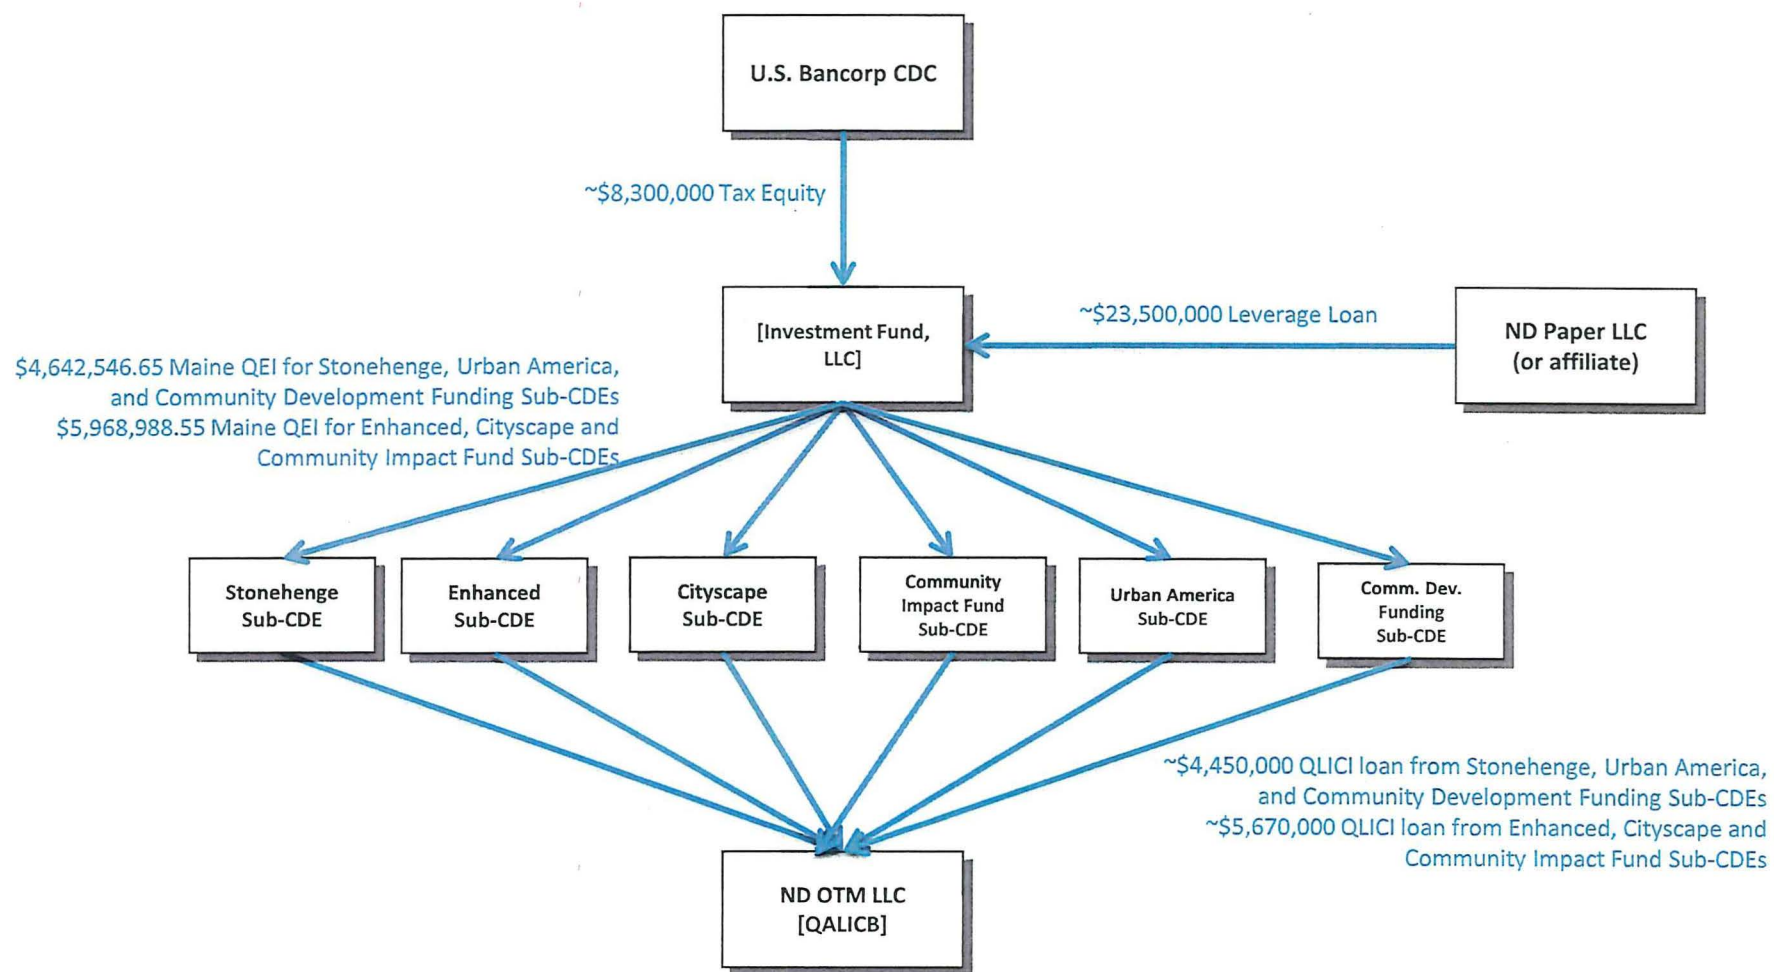 U.S. Bancorp CDC
~$8,300,000 Tax Equity
[Investment Fund,
LLC]
~$23,500,000 Leverage Loan
ND Paper LLC
(or affiliate)
$4,642,546.65 Maine QEI for Stonehenge, Urban America,
and Community Development Funding Sub-CDEs
$5,968,988.55 Maine QEI for Enhanced, Cityscape and
Community Impact Fund Sub-CDEs
Stonehenge
Sub-CDE
Enhanced
Sub-CDE
Cityscape
Sub-CDE
Community
Impact Fund
Sub-CDE
Urban America
Sub-CDE
Comm. Dev.
Funding
Sub-CDE
~$4,450,000 QLICI loan from Stonehenge, Urban America,
and Community Development Funding Sub-CDEs
~$5,670,000 QLICI loan from Enhanced, Cityscape and
Community Impact Fund Sub-CDEs
ND OTM LLC
[QALICB]